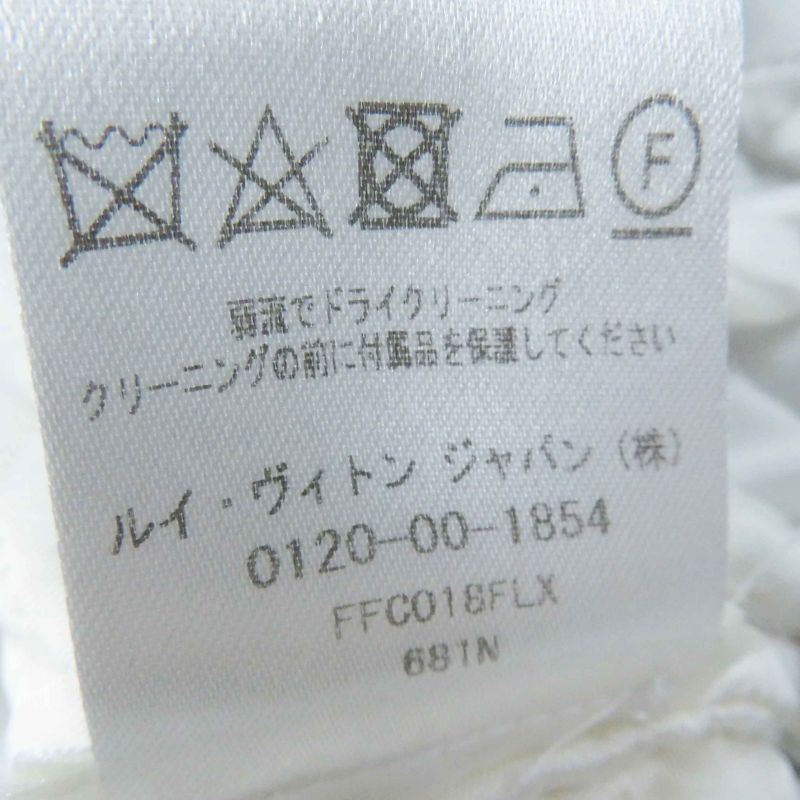 F
弱温でドライクリーニング
クリーニングの前に付属品を保護してください
ルイ・ヴィトン ジャパン (株)
0120-00-1854
FFC018FLX
681N